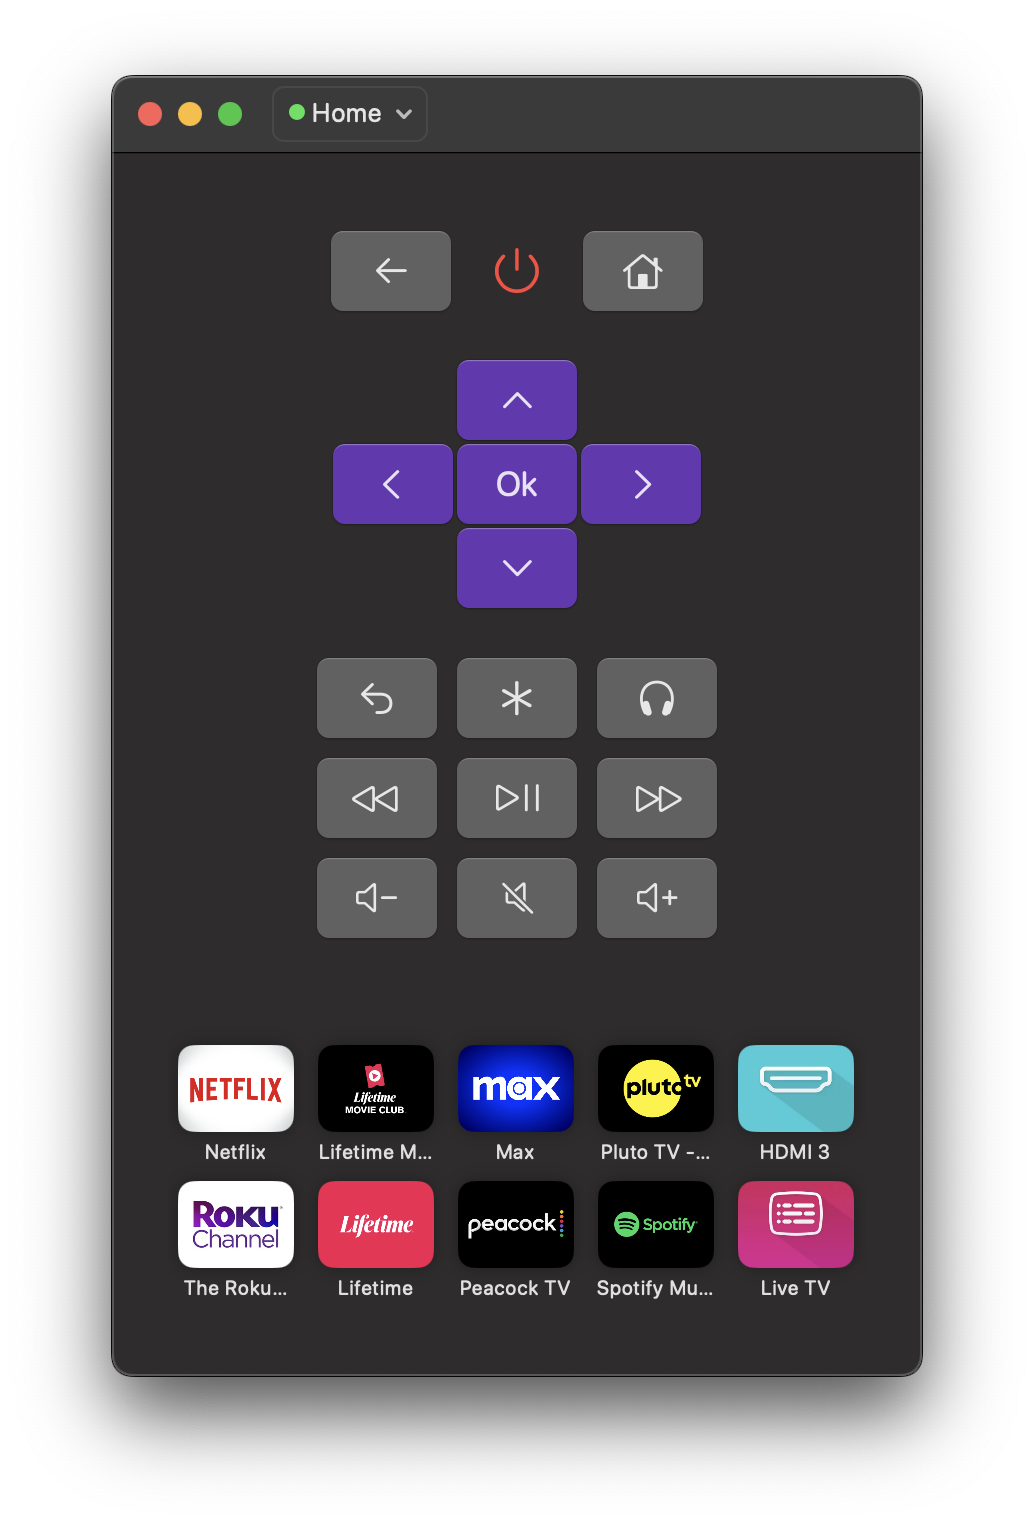 Home
Ok
NETFLIX
Lifetime
MOVIE CLUB
max
pluto tv
Netflix
Lifetime M...
Max
Pluto TV -...
HDMI 3
Roku
Channel
Lifetime
peacock
Spotify
The Roku...
Lifetime
Peacock TV
Spotify Mu...
Live TV